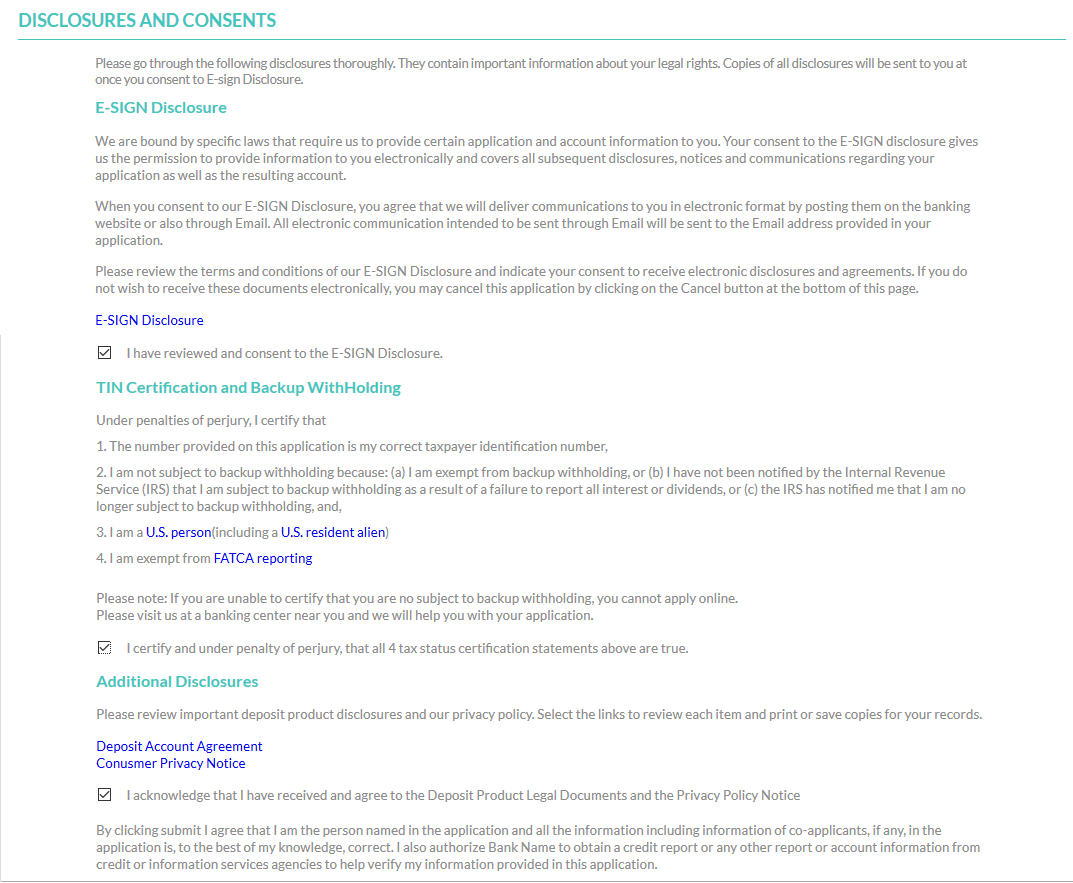 DISCLOSURES AND CONSENTS
Please go through the following disclosures thoroughly. They contain important information about your legal rights. Copies of all disclosures will be sent to you at
once you consent to E-sign Disclosure.
E-SIGN Disclosure
We are bound by specific laws that require us to provide certain application and account information to you. Your consent to the E-SIGN disclosure gives
us the permission to provide information to you electronically and covers all subsequent disclosures, notices and communications regarding your
application as well as the resulting account.
When you consent to our E-SIGN Disclosure, you agree that we will deliver communications to you in electronic format by posting them on the banking
website or also through Email. All electronic communication intended to be sent through Email will be sent to the Email address provided in your
application.
Please review the terms and conditions of our E-SIGN Disclosure and indicate your consent to receive electronic disclosures and agreements. If you do
not wish to receive these documents electronically, you may cancel this application by clicking on the Cancel button at the bottom of this page.
E-SIGN Disclosure
I have reviewed and consent to the E-SIGN Disclosure.
TIN Certification and Backup WithHolding
Under penalties of perjury, I certify that
1. The number provided on this application is my correct taxpayer identification number,
2. I am not subject to backup withholding because: (a) I am exempt from backup withholding, or (b) I have not been notified by the Internal Revenue
Service (IRS) that I am subject to backup withholding as a result of a failure to report all interest or dividends, or (c) the IRS has notified me that I am no
longer subject to backup withholding, and,
3. I am a U.S. person(including a U.S. resident alien)
4. I am exempt from FATCA reporting
Please note: If you are unable to certify that you are no subject to backup withholding, you cannot apply online.
Please visit us at a banking center near you and we will help you with your application.
I certify and under penalty of perjury, that all 4 tax status certification statements above are true.
Additional Disclosures
Please review important deposit product disclosures and our privacy policy. Select the links to review each item and print or save copies for your records.
Deposit Account Agreement
Conusmer Privacy Notice
I acknowledge that I have received and agree to the Deposit Product Legal Documents and the Privacy Policy Notice
By clicking submit I agree that I am the person named in the application and all the information including information of co-applicants, if any, in the
application is, to the best of my knowledge, correct. I also authorize Bank Name to obtain a credit report or any other report or account information from
credit or information services agencies to help verify my information provided in this application.